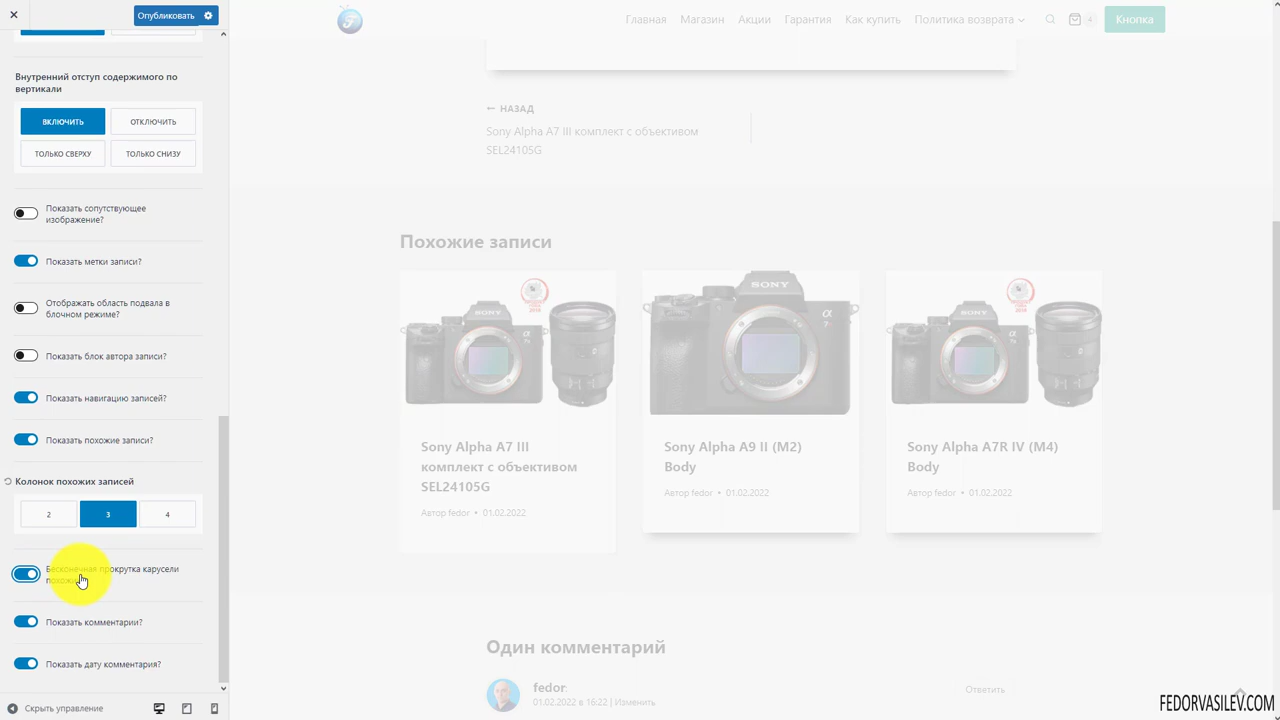 Опубликовать
Внутренний отступ содержимого по
вертикали
ВКЛЮЧИТЬ
ОТКЛЮЧИТЬ
ТОЛЬКО СВЕРХУ
ТОЛЬКО СНИЗУ
Показать сопутствующее
изображение?
Показать метки записи?
Отображать область подвала в
блочном режиме?
Показать блок автора записи?
Показать навигацию записей?
Показать похожие записи?
Колонок похожих записей
2
3
4
Бесконечная прокрутка карусели
Показать комментарии?
Показать дату комментария?
Скрыть управление
Главная
Магазин
Акции
Гарантия
Как купить
Политика возврата
4
Кнопка
НАЗАД
Sony Alpha A7 III комплект с объективом
SEL24105G
Похожие записи
SONY
Sony Alpha A7 III
комплект с объективом
SEL24105G
Автор fedor • 01.02.2022
SONY
Sony Alpha A9 II (M2)
Body
Автор fedor • 01.02.2022
SONY
Sony Alpha A7R IV (M4)
Body
Автор fedor • 01.02.2022
Один комментарий
fedor:
01.02.2022 в 16:22 | Изменить
Ответить
FEDORVASILEV.COM